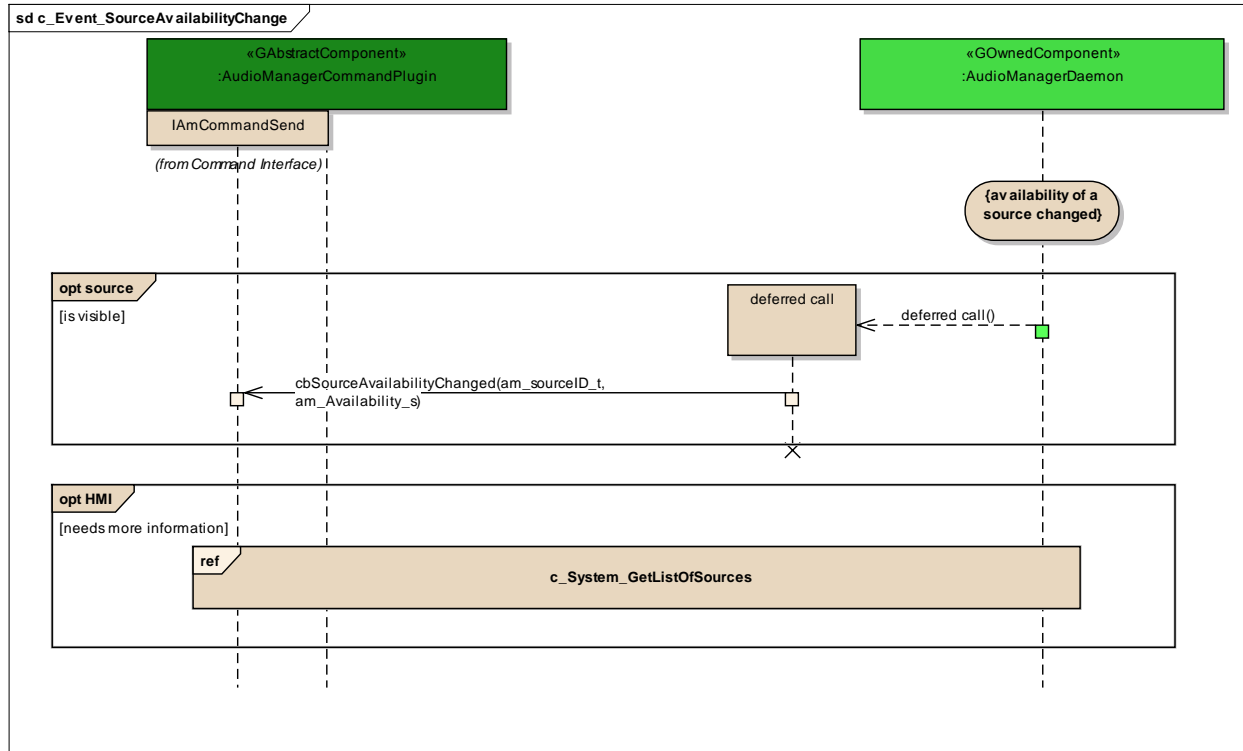 sd c_Event_SourceAvailabilityChange
«GAbstractComponent»
:AudioManagerCommandPlugin
«GOwnedComponent»
:AudioManagerDaemon
IAmCommandSend
(from Command Interface)
{availability of a
source changed}
opt source
[is visible]
deferred call
deferred call()
cbSourceAvailabilityChanged(am_sourceID_t,
am_Availability_s)
opt HMI
[needs more information]
ref
c_System_GetListOfSources